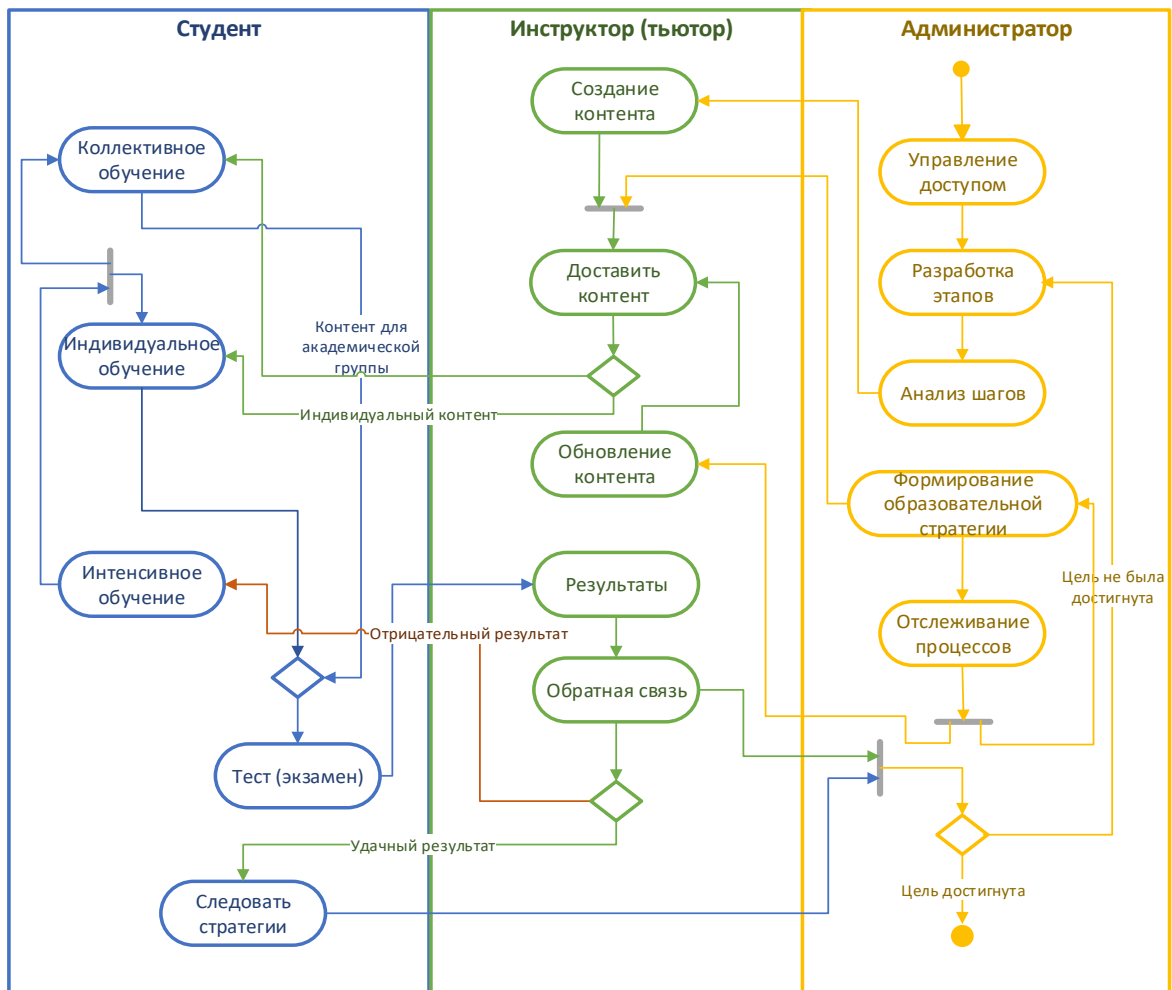 Студент
Инструктор (тьютор)
Администратор
Создание
контента
Коллективное
обучение
Управление
доступом
Доставить
контент
Разработка
этапов
Контент для
академической
группы
Индивидуальное
обучение
Анализ шагов
Индивидуальный контент
Обновление
контента
Формирование
образовательной
стратегии
Интенсивное
обучение
Результаты
Цель не была
достигнута
Отрицательный результат
Отслеживание
процессов
Обратная связь
Тест (экзамен)
Удачный результат
Цель достигнута
Следовать
стратегии